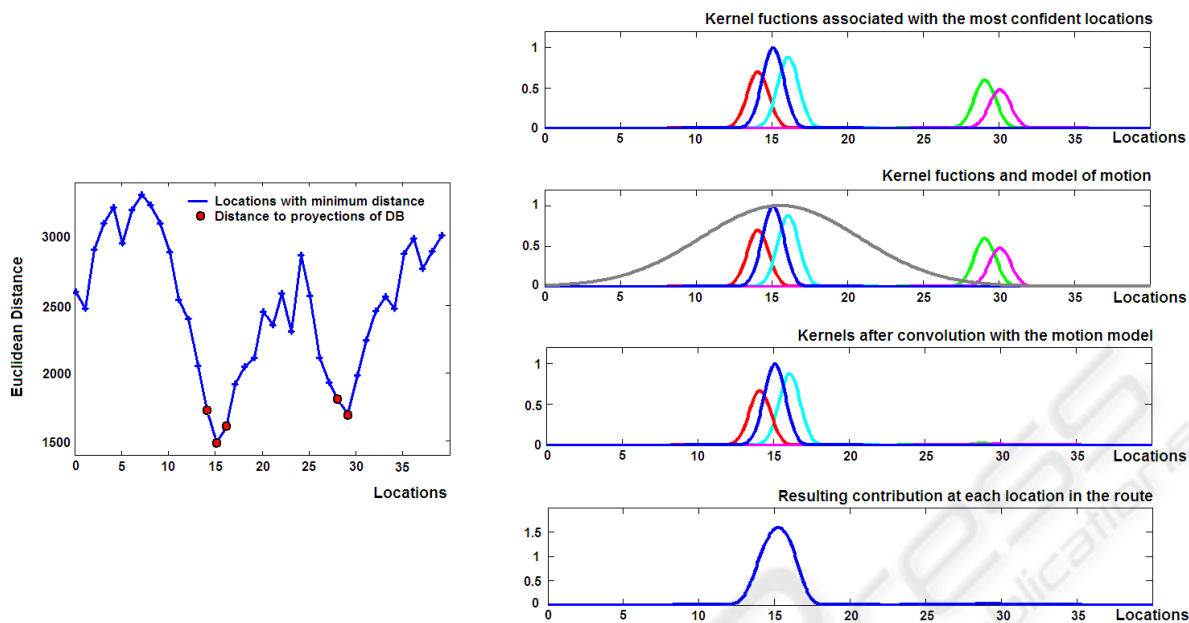 Euclidean Distance
3000
2500
2000
1500
Locations with minimum distance
Distance to proyections of DB
0 5 10 15 20 25 30 35
Locations
Kernel fuctions associated with the most confident locations
1
0.5
0
0 5 10 15 20 25 30 35 Locations
Kernel fuctions and model of motion
1
0.5
0
0 5 10 15 20 25 30 35
Locations
Kernels after convolution with the motion model
1
0.5
0
0 5 10 15 20 25 30 35
Locations
Resulting contribution at each location in the route
1.5
1
0.5
0
0 5 10 15 20 25 30 35 Locations